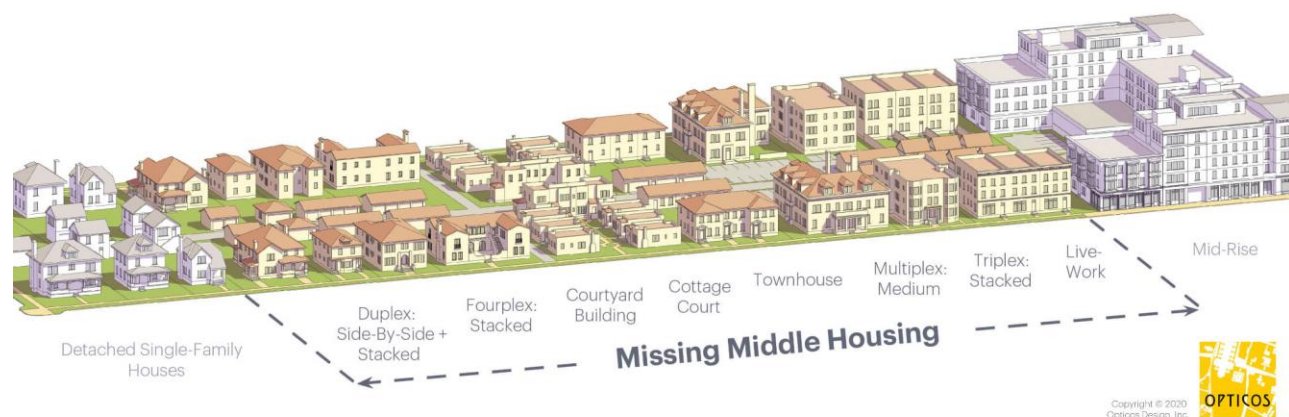 Detached Single-Family
Houses
Duplex:
Side-By-Side +
Stacked
Fourplex:
Stacked
Courtyard
Building
Cottage
Court
Townhouse
Multiplex:
Medium
Triplex:
Stacked
Live-
Work
Mid-Rise
Missing Middle Housing
Copyright © 2020
Opticos Design, Inc.
OPTICOS